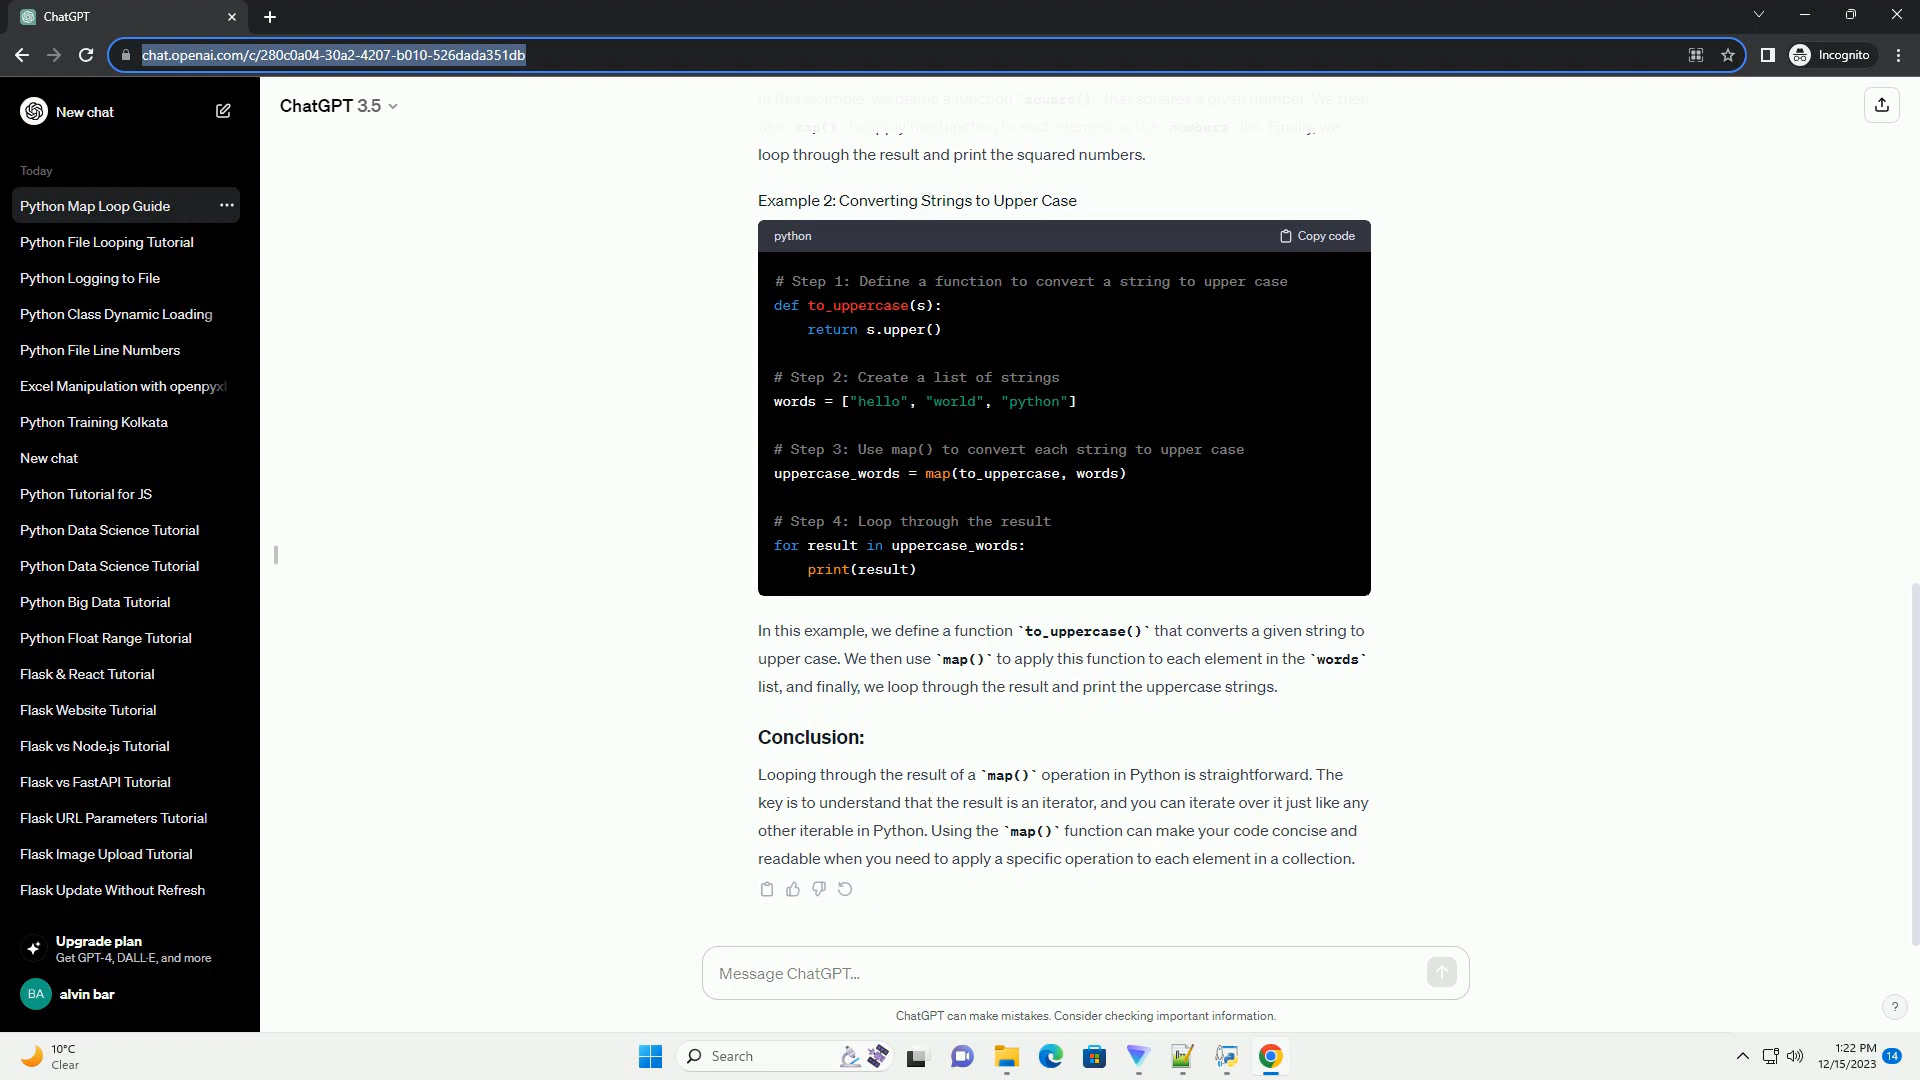 ChatGPT
chat.openai.com/c/280c0a04-30a2-4207-b010-526dada351db
Incognito
New chat
Today
Python Map Loop Guide
Python File Looping Tutorial
Python Logging to File
Python Class Dynamic Loading
Python File Line Numbers
Excel Manipulation with openpyxl
Python Training Kolkata
New chat
Python Tutorial for JS
Python Data Science Tutorial
Python Data Science Tutorial
Python Big Data Tutorial
Python Float Range Tutorial
Flask & React Tutorial
Flask Website Tutorial
Flask vs Node.js Tutorial
Flask vs FastAPI Tutorial
Flask URL Parameters Tutorial
Flask Image Upload Tutorial
Flask Update Without Refresh
Upgrade plan
Get GPT-4, DALL·E, and more
BA alvin bar
ChatGPT 3.5
loop through the result and print the squared numbers.
Example 2: Converting Strings to Upper Case
python
Copy code
# Step 1: Define a function to convert a string to upper case
def to_uppercase(s):
    return s.upper()
# Step 2: Create a list of strings
words = ["hello", "world", "python"]
# Step 3: Use map() to convert each string to upper case
uppercase_words = map(to_uppercase, words)
# Step 4: Loop through the result
for result in uppercase_words:
    print(result)
In this example, we define a function `to_uppercase()` that converts a given string to
upper case. We then use `map()` to apply this function to each element in the `words`
list, and finally, we loop through the result and print the uppercase strings.
Conclusion:
Looping through the result of a `map()` operation in Python is straightforward. The
key is to understand that the result is an iterator, and you can iterate over it just like any
other iterable in Python. Using the `map()` function can make your code concise and
readable when you need to apply a specific operation to each element in a collection.
Message ChatGPT...
ChatGPT can make mistakes. Consider checking important information.
?
10°C
Clear
Search
1:22 PM
12/15/2023
14